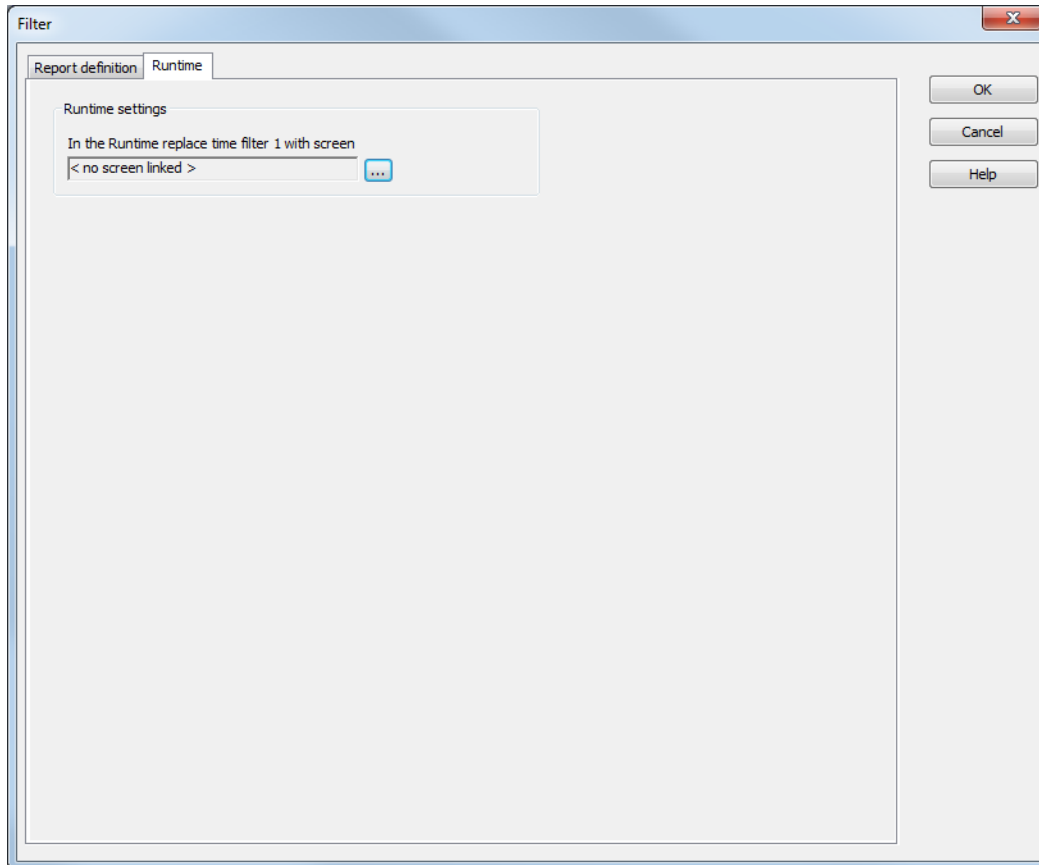 Filter
Report definition
Runtime
Runtime settings
In the Runtime replace time filter 1 with screen
< no screen linked >
...
OK
Cancel
Help